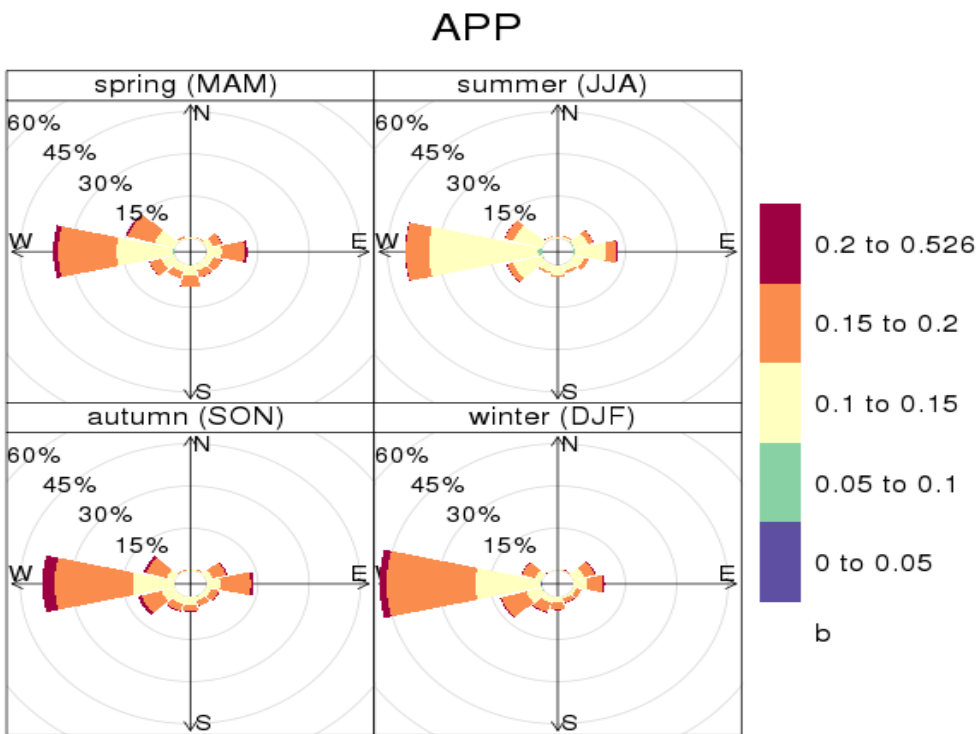 APP
spring (MAM)
summer (JJA)
N
60%
45%
30%
15%
W
E
S
N
60%
45%
30%
15%
W
E
S
autumn (SON)
winter (DJF)
N
60%
45%
30%
15%
W
E
S
N
60%
45%
30%
15%
E
S
0.2 to 0.526
0.15 to 0.2
0.1 to 0.15
0.05 to 0.1
0 to 0.05
b